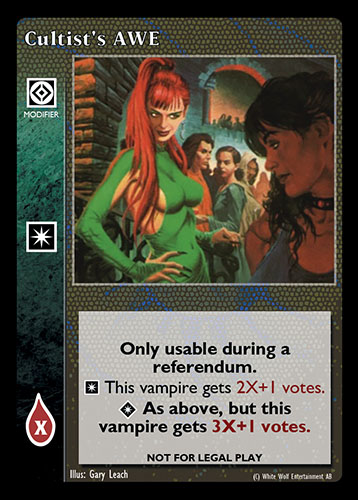 Cultist's AWE
MODIFIER
Only usable during a
referendum.
This vampire gets 2X+1 votes.
As above, but this
vampire gets 3X+1 votes.
NOT FOR LEGAL PLAY
X
Illus: Gary Leach
(C) White Wolf Entertainment AB